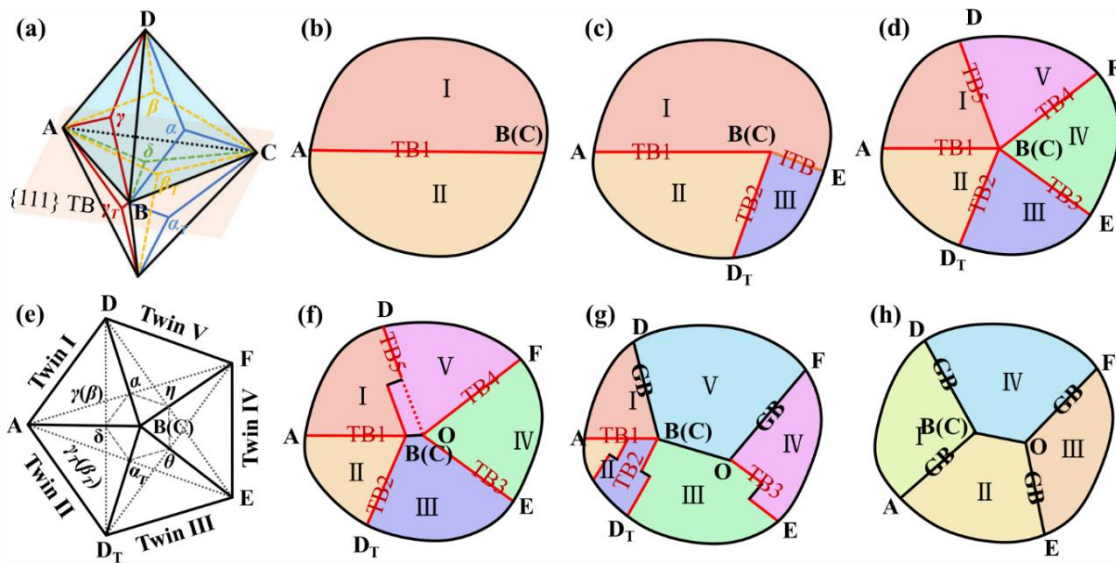 (a)
D
A
γ
β
α
δ
C
β_T
{111} TB
γ_T
B
α_T
(b)
I
A
TB1
B(C)
II
(c)
I
A
TB1
B(C)
ITB
E
II
TB2
III
D_T
(d)
D
F
TB5
V
TB4
I
IV
A
TB1
B(C)
II
TB2
III
TB3
E
D_T
(e)
D
Twin V
F
Twin I
α
η
γ(β)
A
δ
B(C)
Twin IV
γ_T(β_T)
α_T
θ
Twin II
E
D_T
Twin III
(f)
D
F
TB5
V
TB4
I
IV
A
TB1
B(C)
O
II
TB2
III
TB3
E
D_T
(g)
D
F
GB
V
GB
I
A
TB1
B(C)
IV
II
TB2
O
TB3
III
D_T
E
(h)
D
F
GB
IV
GB
I
B(C)
O
III
GB
A
II
GB
E